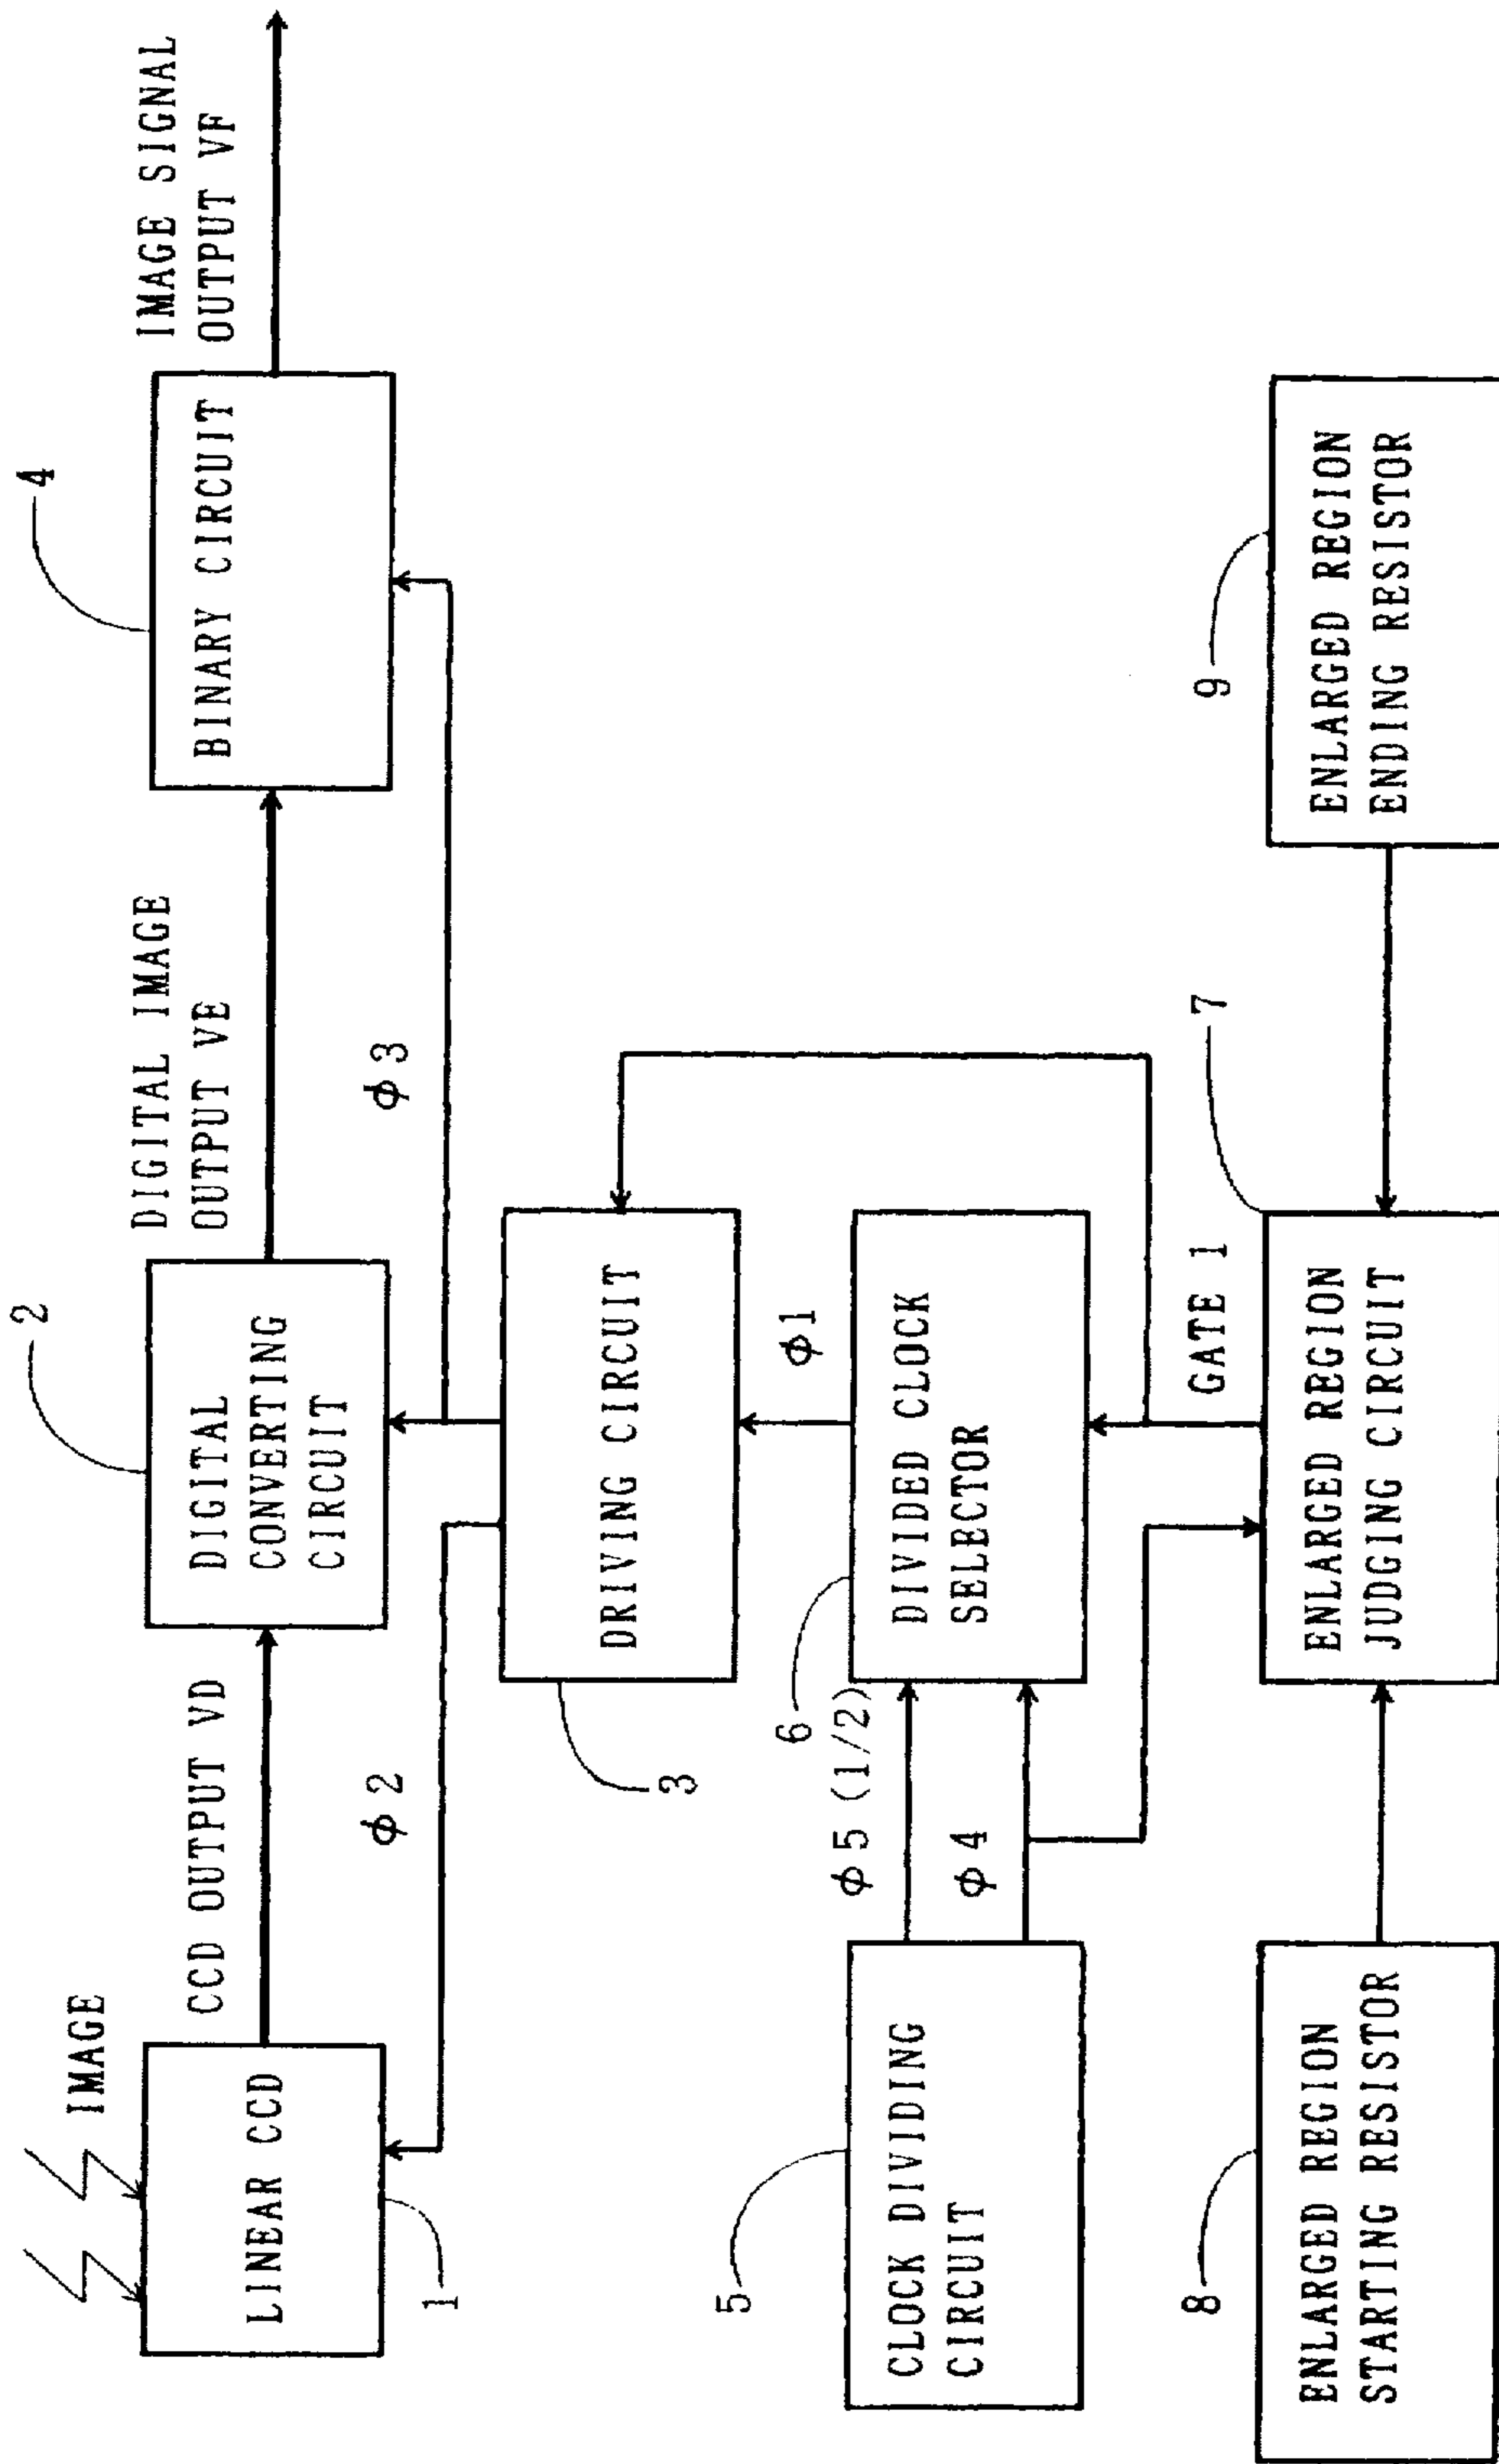 IMAGE
LINEAR CCD
1
CCD OUTPUT VD
2
DIGITAL
CONVERTING
CIRCUIT
DIGITAL IMAGE
OUTPUT VE
4
BINARY CIRCUIT
IMAGE SIGNAL
OUTPUT VF
ϕ2
ϕ3
3
DRIVING CIRCUIT
ϕ1
5
CLOCK DIVIDING
CIRCUIT
ϕ5 (1/2)
ϕ4
6
DIVIDED CLOCK
SELECTOR
GATE 1
8
ENLARGED REGION
STARTING RESISTOR
7
ENLARGED REGION
JUDGING CIRCUIT
9
ENLARGED REGION
ENDING RESISTOR